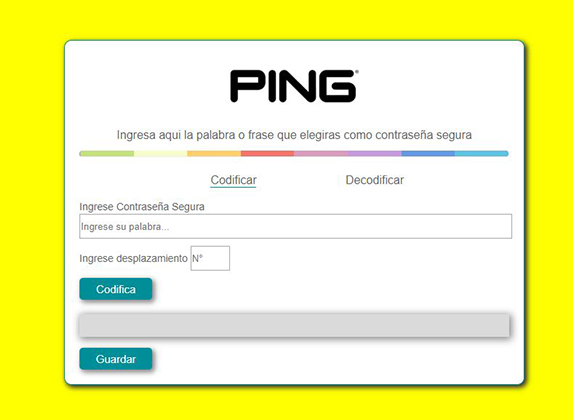 PING®
Ingresa aqui la palabra o frase que elegiras como contraseña segura
Codificar Decodificar
Ingrese Contraseña Segura
Ingrese su palabra...
Ingrese desplazamiento N°
Codifica
Guardar